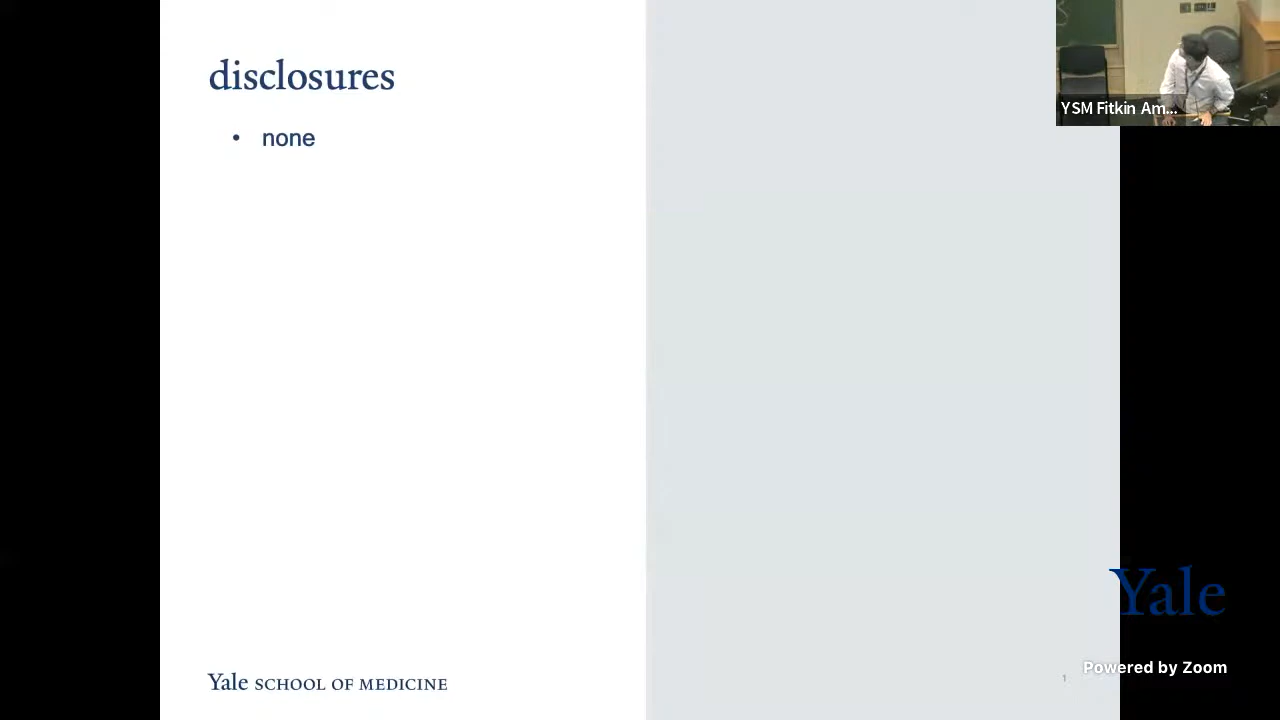 disclosures
• none
YSM Fitkin Am...
Yale
Powered by Zoom
Yale SCHOOL OF MEDICINE
1